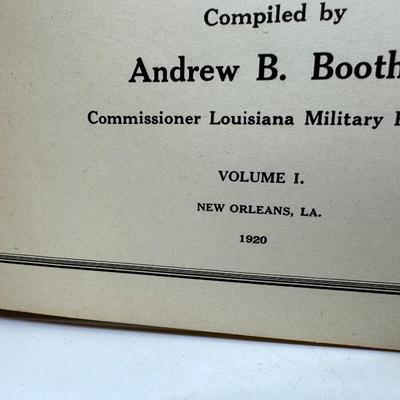 Compiled by
Andrew B. Booth
Commissioner Louisiana Military
VOLUME I.
NEW ORLEANS, LA.
1920